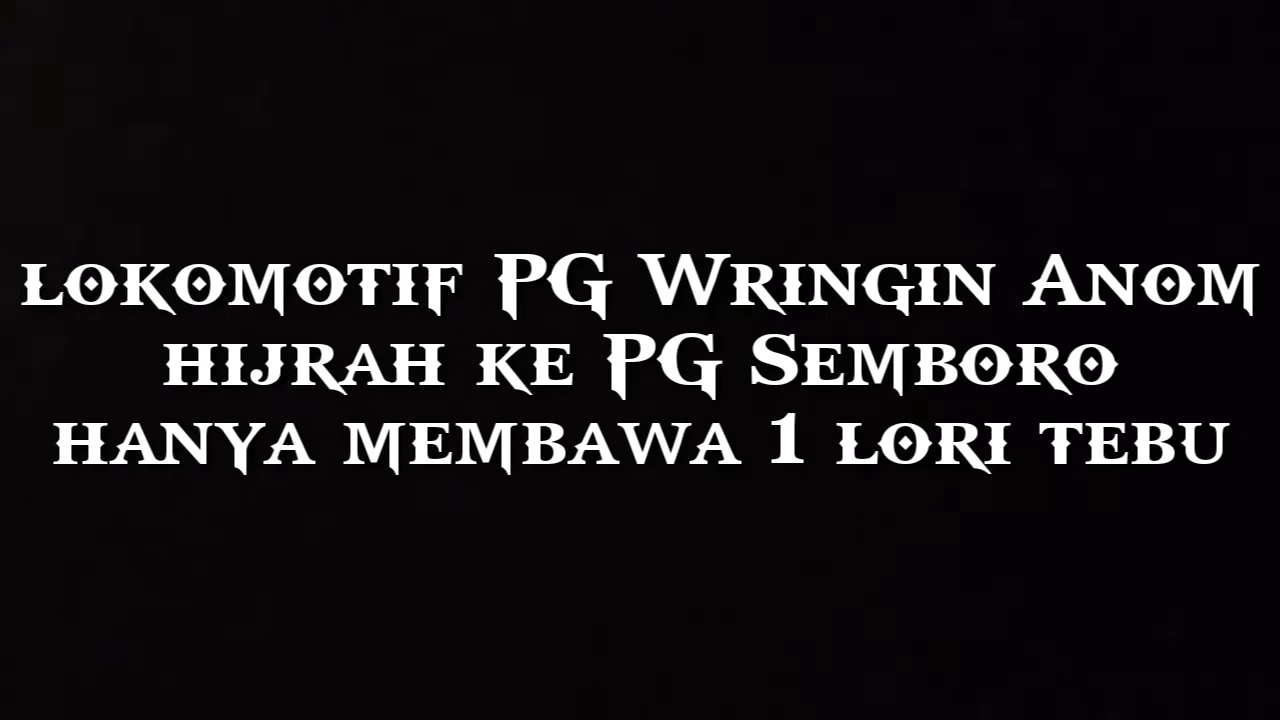 lokomotif PG Wringin Anom
hijrah ke PG Semboro
hanya membawa 1 lori tebu